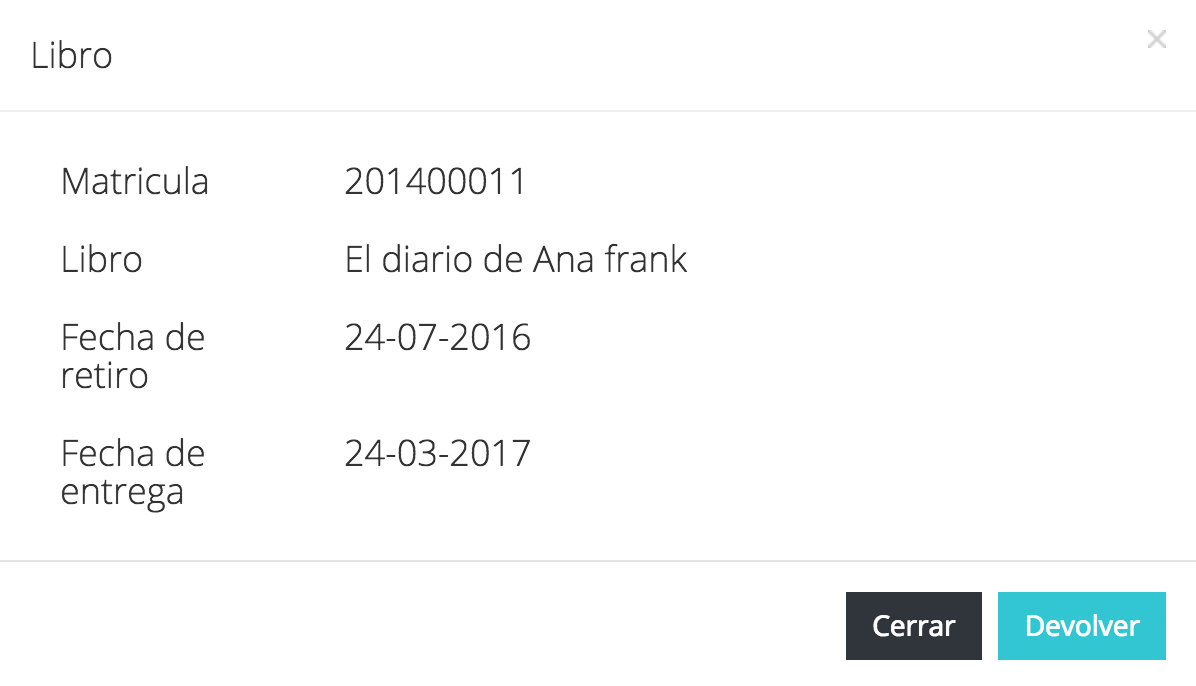 Libro
Matricula 201400011
Libro El diario de Ana frank
Fecha de 24-07-2016
retiro
Fecha de 24-03-2017
entrega
Cerrar Devolver